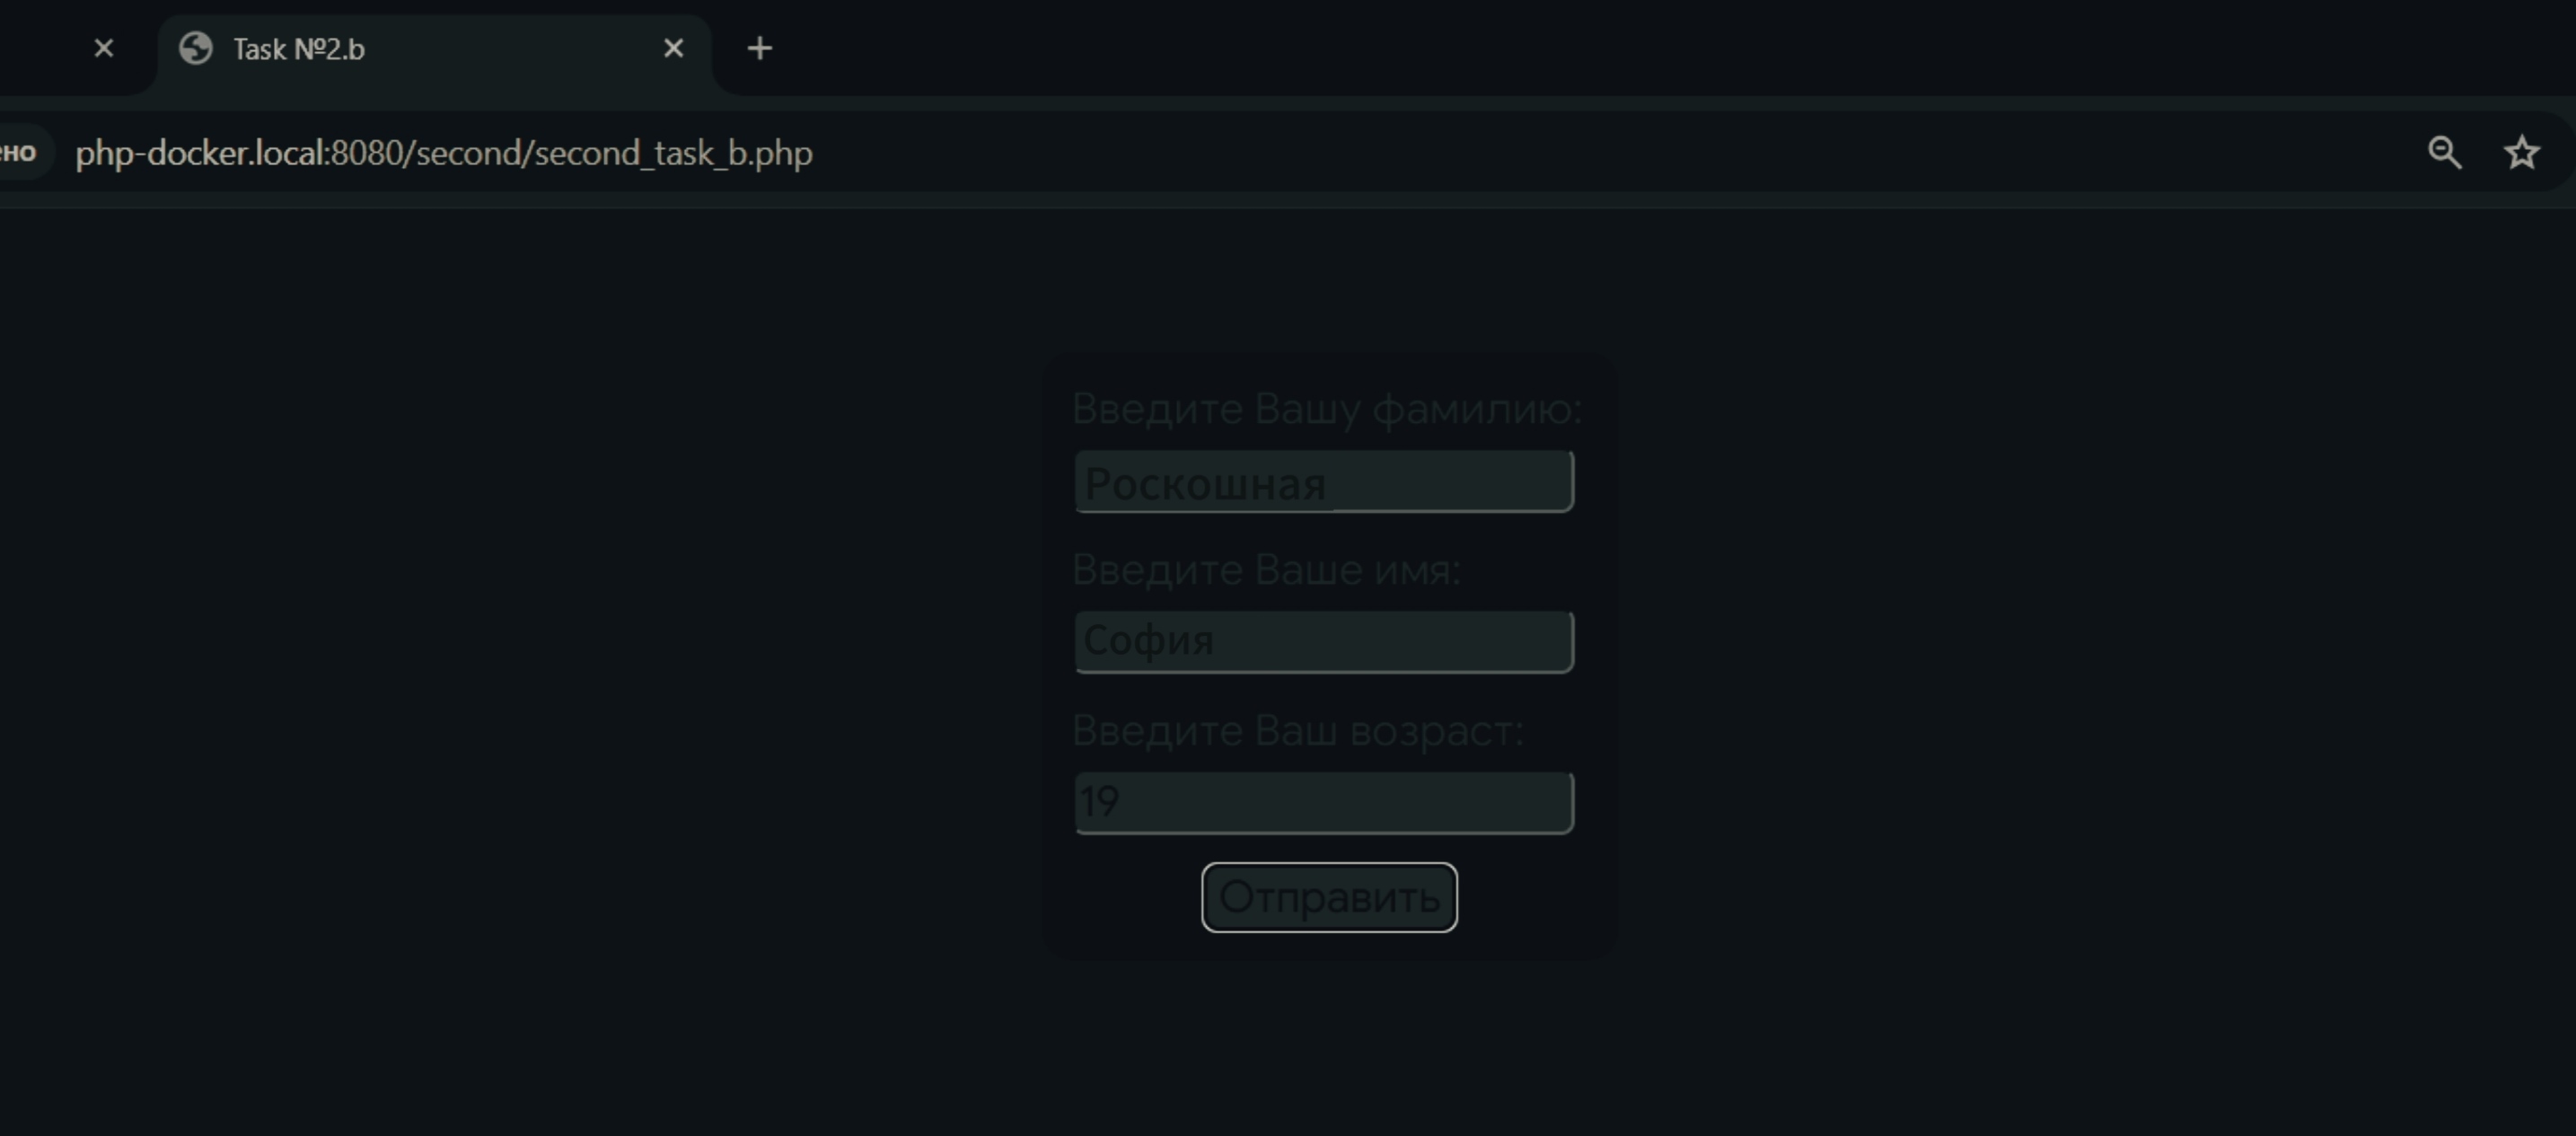 Task №2.b
ено
php-docker.local:8080/second/second_task_b.php
Введите Вашу фамилию:
Роскошная
Введите Ваше имя:
София
Введите Ваш возраст:
19
Отправить